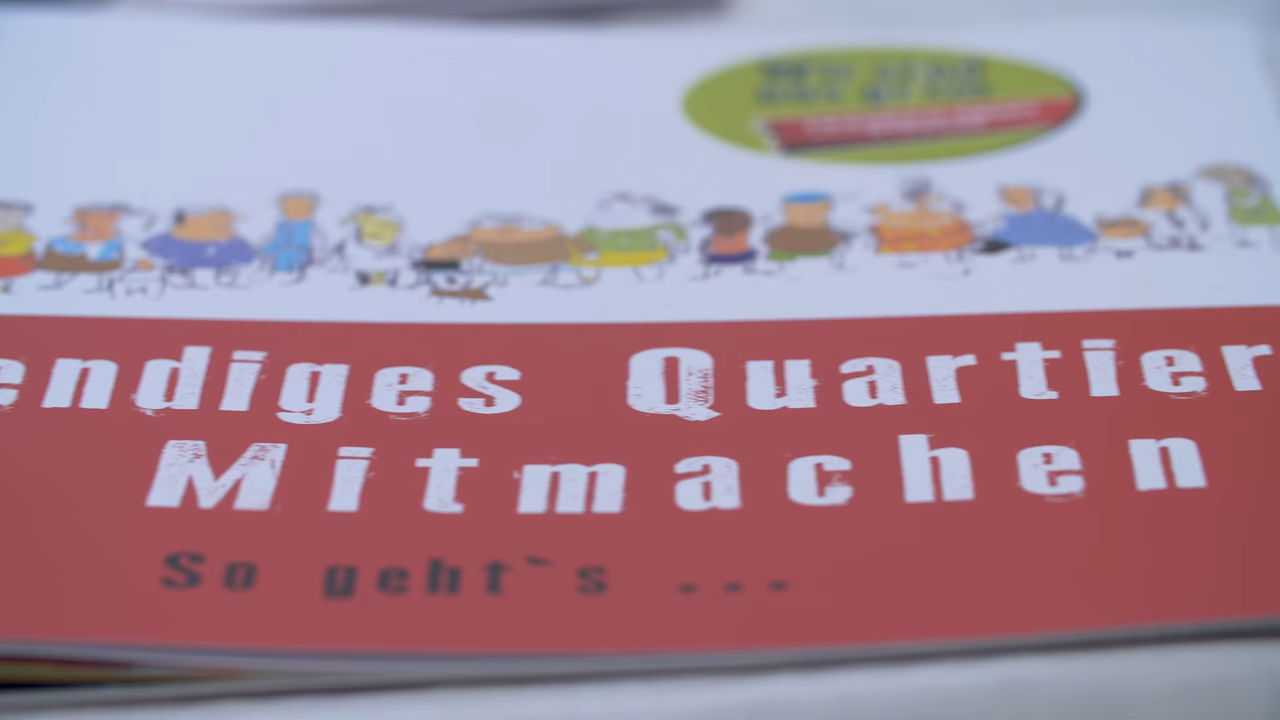 endiges Quartier
Mitmachen
So geht`s ...